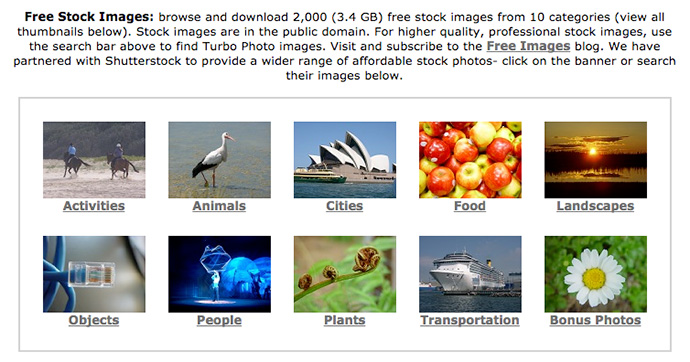 Free Stock Images: browse and download 2,000 (3.4 GB) free stock images from 10 categories (view all
thumbnails below). Stock images are in the public domain. For higher quality, professional stock images, use
the search bar above to find Turbo Photo images. Visit and subscribe to the Free Images blog. We have
partnered with Shutterstock to provide a wider range of affordable stock photos- click on the banner or search
their images below.
Activities Animals Cities Food Landscapes
Objects People Plants Transportation Bonus Photos